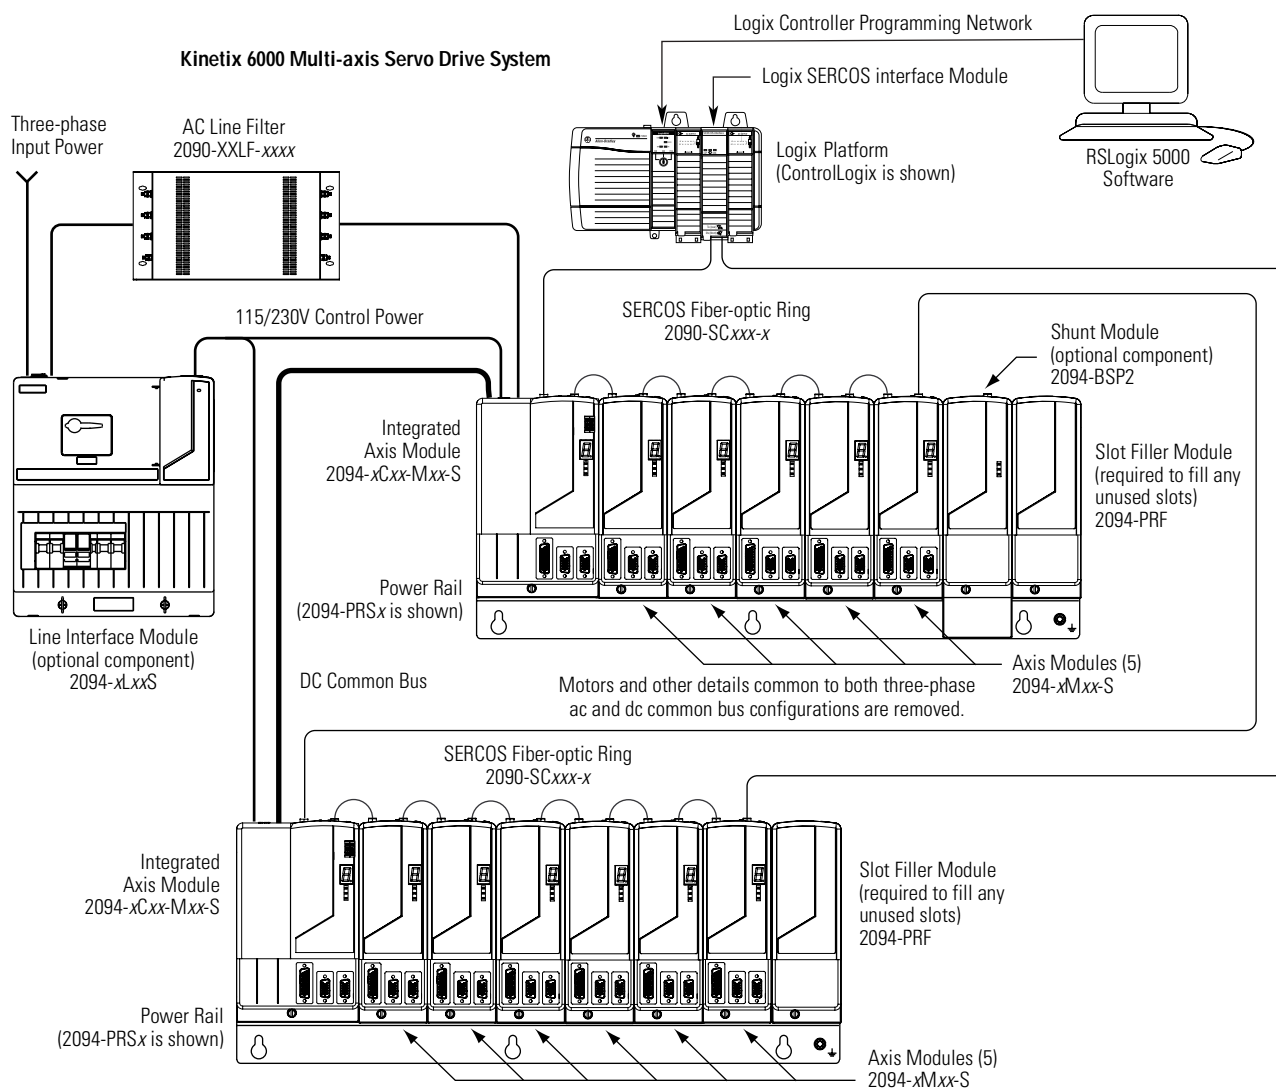 Logix Controller Programming Network
Kinetix 6000 Multi-axis Servo Drive System
Logix SERCOS interface Module
Three-phase
Input Power
AC Line Filter
2090-XXLF-xxxx
Logix Platform
(ControlLogix is shown)
RSLogix 5000
Software
115/230V Control Power
SERCOS Fiber-optic Ring
2090-SCxxx-x
Shunt Module
(optional component)
2094-BSP2
Integrated
Axis Module
2094-xCxx-Mxx-S
Slot Filler Module
(required to fill any
unused slots)
2094-PRF
Power Rail
(2094-PRSx is shown)
Line Interface Module
(optional component)
2094-xLxxS
DC Common Bus
Motors and other details common to both three-phase
ac and dc common bus configurations are removed.
Axis Modules (5)
2094-xMxx-S
SERCOS Fiber-optic Ring
2090-SCxxx-x
Integrated
Axis Module
2094-xCxx-Mxx-S
Slot Filler Module
(required to fill any
unused slots)
2094-PRF
Power Rail
(2094-PRSx is shown)
Axis Modules (5)
2094-xMxx-S